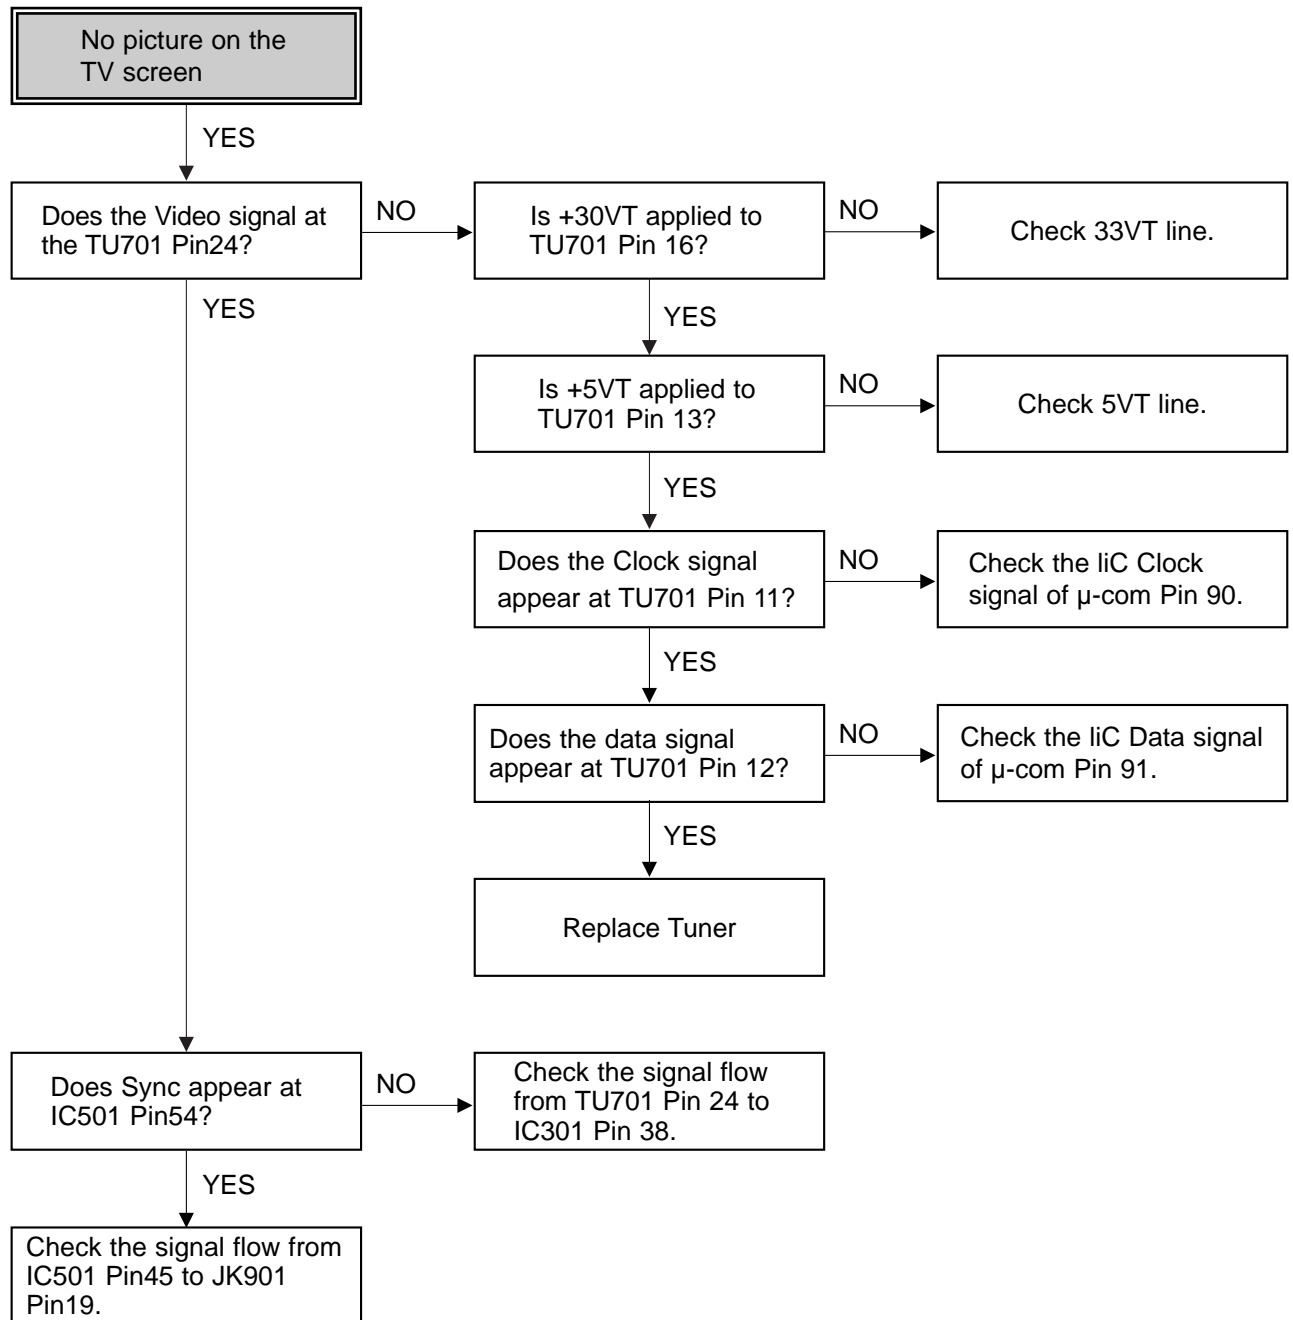 No picture on the
TV screen
YES
Does the Video signal at
the TU701 Pin24?
NO
Is +30VT applied to
TU701 Pin 16?
NO
Check 33VT line.
YES
YES
Is +5VT applied to
TU701 Pin 13?
NO
Check 5VT line.
YES
Does the Clock signal
appear at TU701 Pin 11?
NO
Check the IiC Clock
signal of µ-com Pin 90.
YES
Does the data signal
appear at TU701 Pin 12?
NO
Check the IiC Data signal
of µ-com Pin 91.
YES
Replace Tuner
Does Sync appear at
IC501 Pin54?
NO
Check the signal flow
from TU701 Pin 24 to
IC301 Pin 38.
YES
Check the signal flow from
IC501 Pin45 to JK901
Pin19.